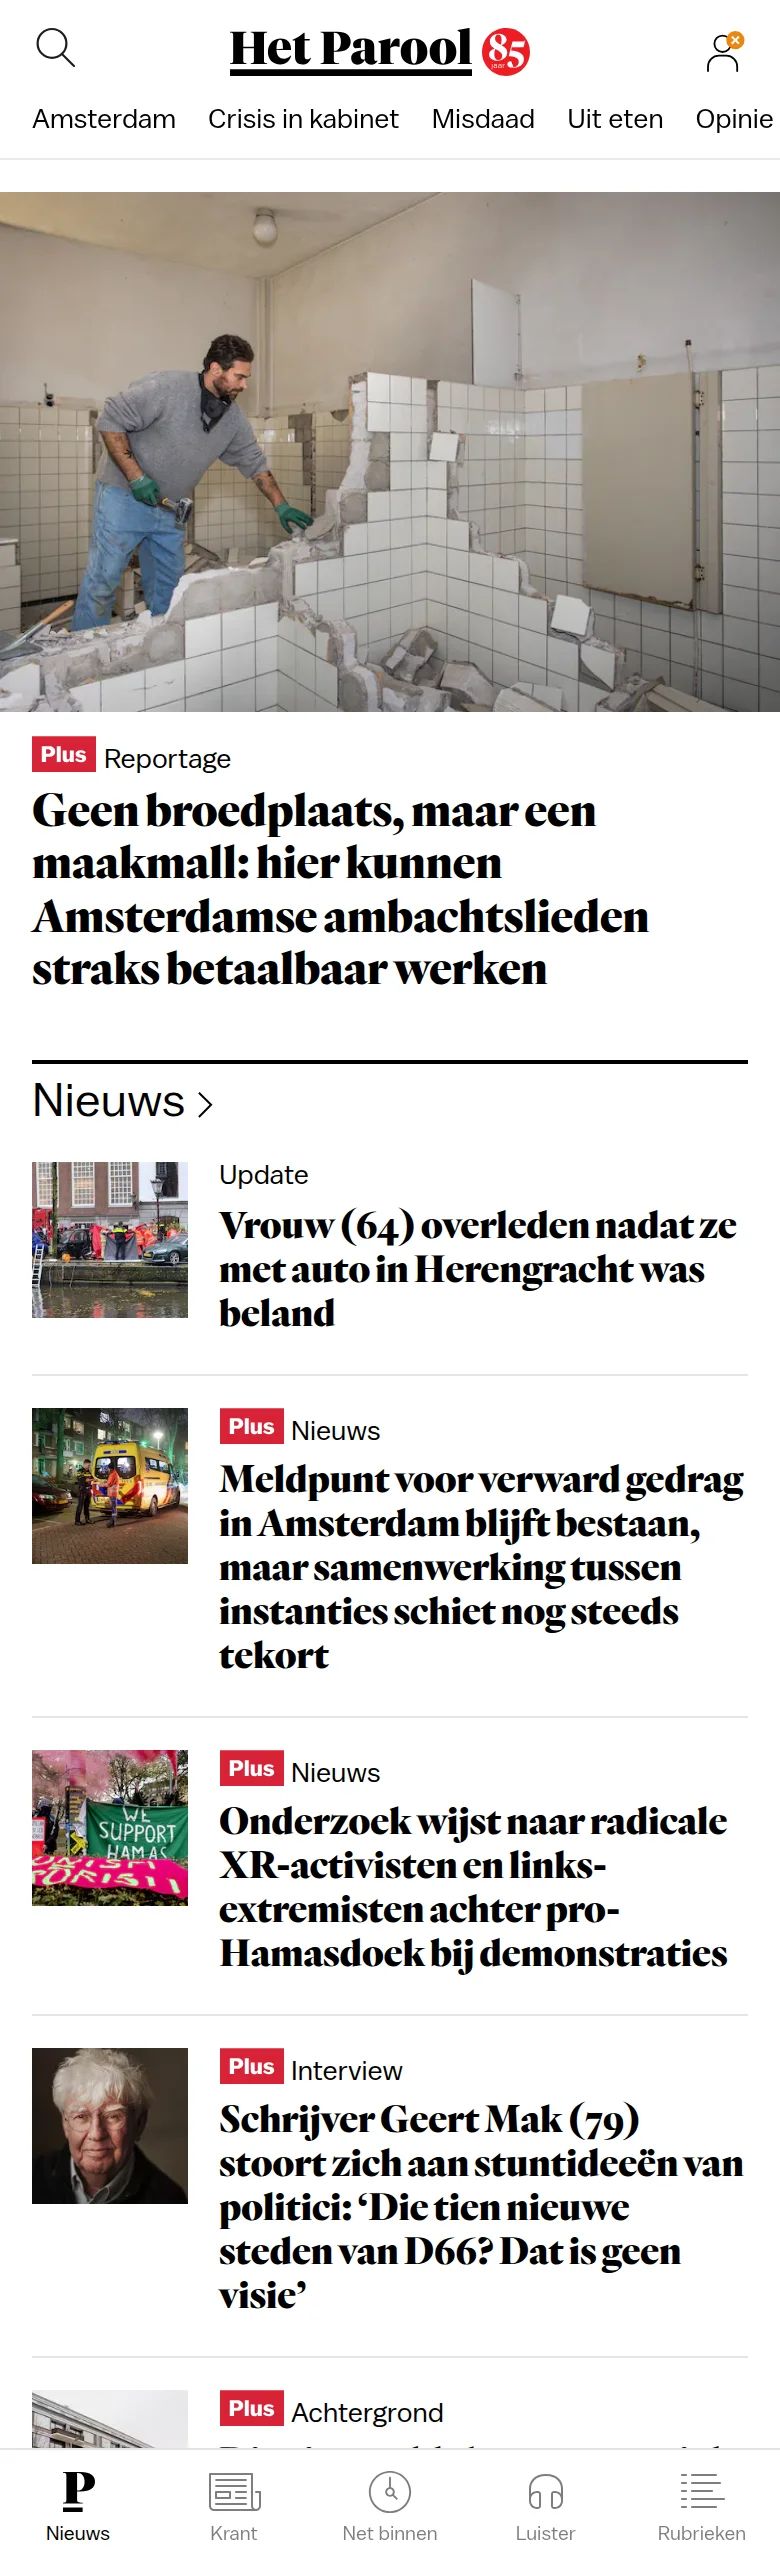 Het Parool 85 jaar
Amsterdam Crisis in kabinet Misdaad Uit eten Opinie
Plus Reportage
Geen broedplaats, maar een
maakmall: hier kunnen
Amsterdamse ambachtslieden
straks betaalbaar werken
Nieuws
Update
Vrouw (64) overleden nadat ze
met auto in Herengracht was
beland
Plus Nieuws
Meldpunt voor verward gedrag
in Amsterdam blijft bestaan,
maar samenwerking tussen
instanties schiet nog steeds
tekort
WE
SUPPORT
HAMAS
Plus Nieuws
Onderzoek wijst naar radicale
XR-activisten en links-
extremisten achter pro-
Hamasdoek bij demonstraties
Plus Interview
Schrijver Geert Mak (79)
stoort zich aan stuntideeën van
politici: ‘Die tien nieuwe
steden van D66? Dat is geen
visie’
Plus Achtergrond
P
Nieuws Krant Net binnen Luister Rubrieken